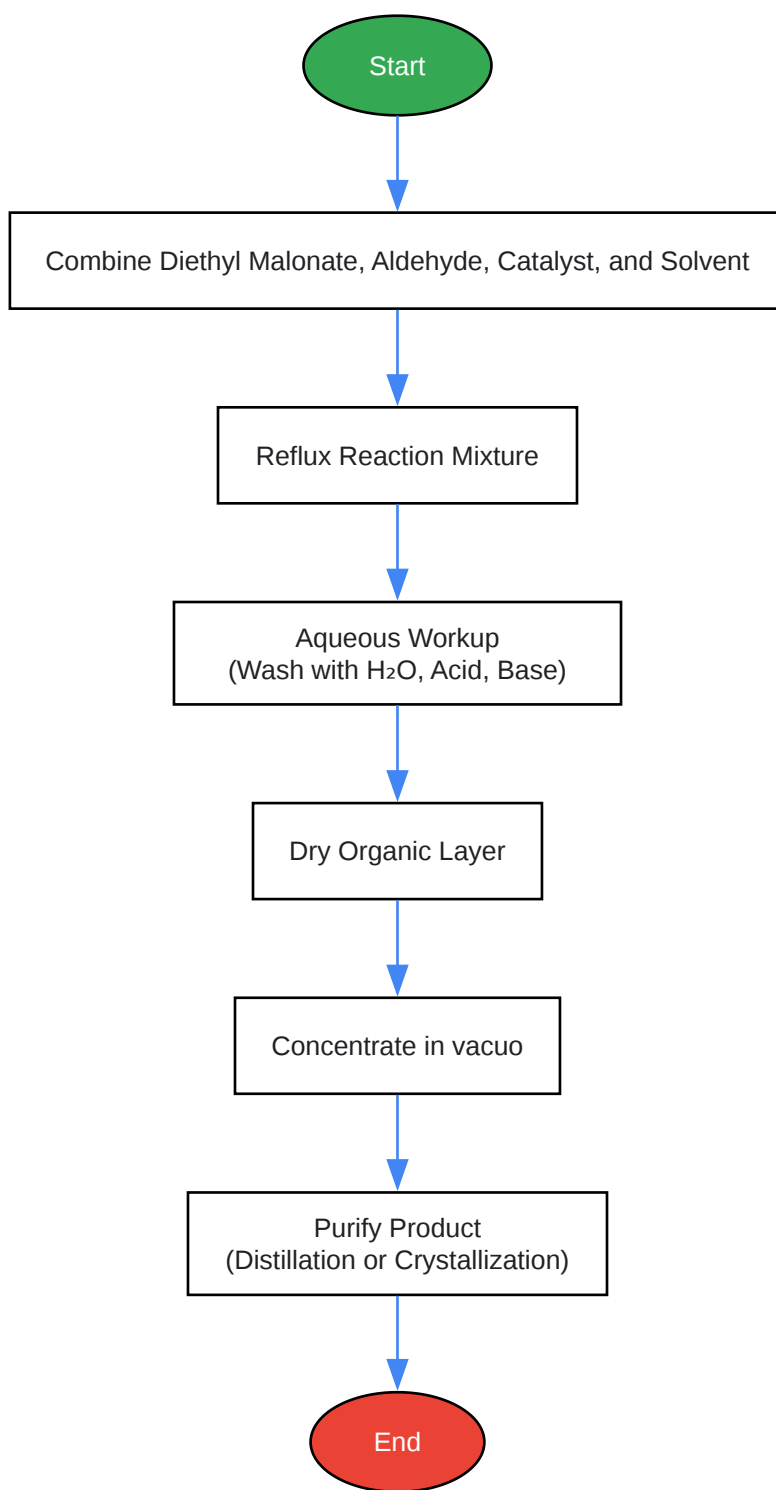 Start
Combine Diethyl Malonate, Aldehyde, Catalyst, and Solvent
Reflux Reaction Mixture
Aqueous Workup
(Wash with H₂O, Acid, Base)
Dry Organic Layer
Concentrate in vacuo
Purify Product
(Distillation or Crystallization)
End